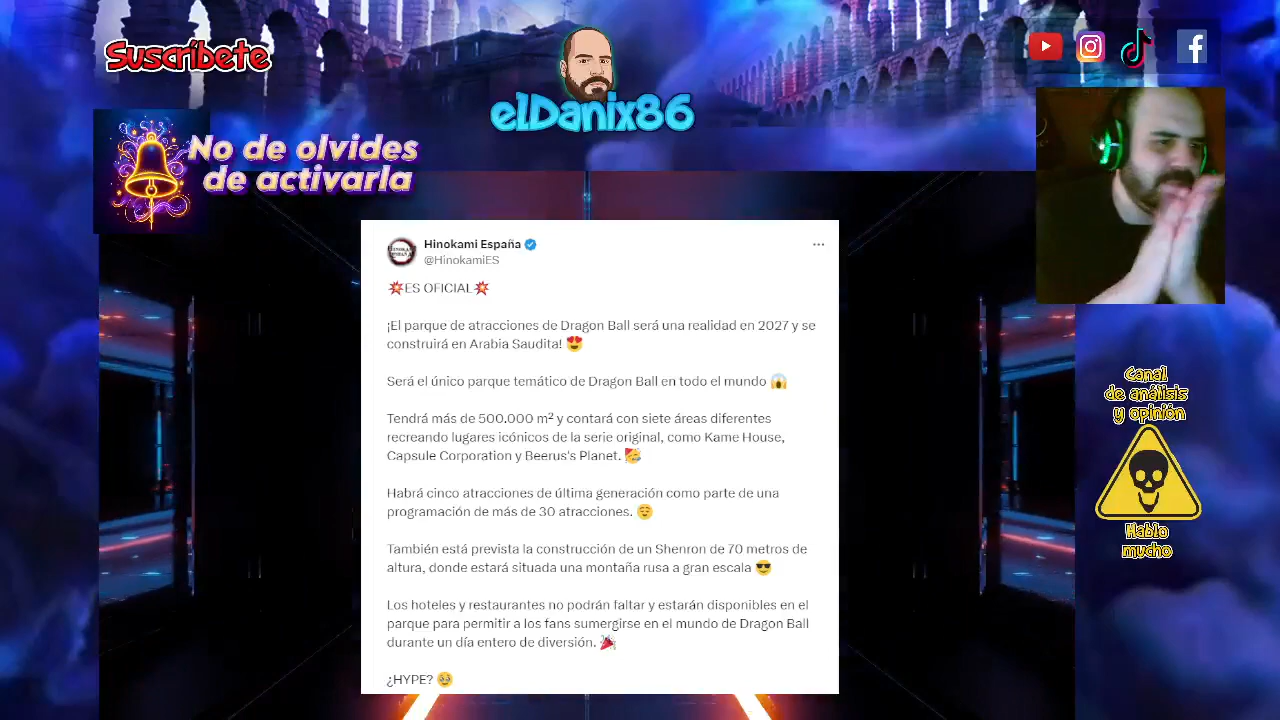 Suscríbete
elDanix86
No de olvides
de activarla
Hinokami España
@HinokamiES
💥ES OFICIAL💥
¡El parque de atracciones de Dragon Ball será una realidad en 2027 y se
construirá en Arabia Saudita! 😍
Será el único parque temático de Dragon Ball en todo el mundo 😱
Tendrá más de 500.000 m² y contará con siete áreas diferentes
recreando lugares icónicos de la serie original, como Kame House,
Capsule Corporation y Beerus's Planet. 🥳
Habrá cinco atracciones de última generación como parte de una
programación de más de 30 atracciones. 😌
También está prevista la construcción de un Shenron de 70 metros de
altura, donde estará situada una montaña rusa a gran escala 😎
Los hoteles y restaurantes no podrán faltar y estarán disponibles en el
parque para permitir a los fans sumergirse en el mundo de Dragon Ball
durante un día entero de diversión. 🎉
¿HYPE? 🥹
Canal
de análisis
y opinión
Hablo
mucho